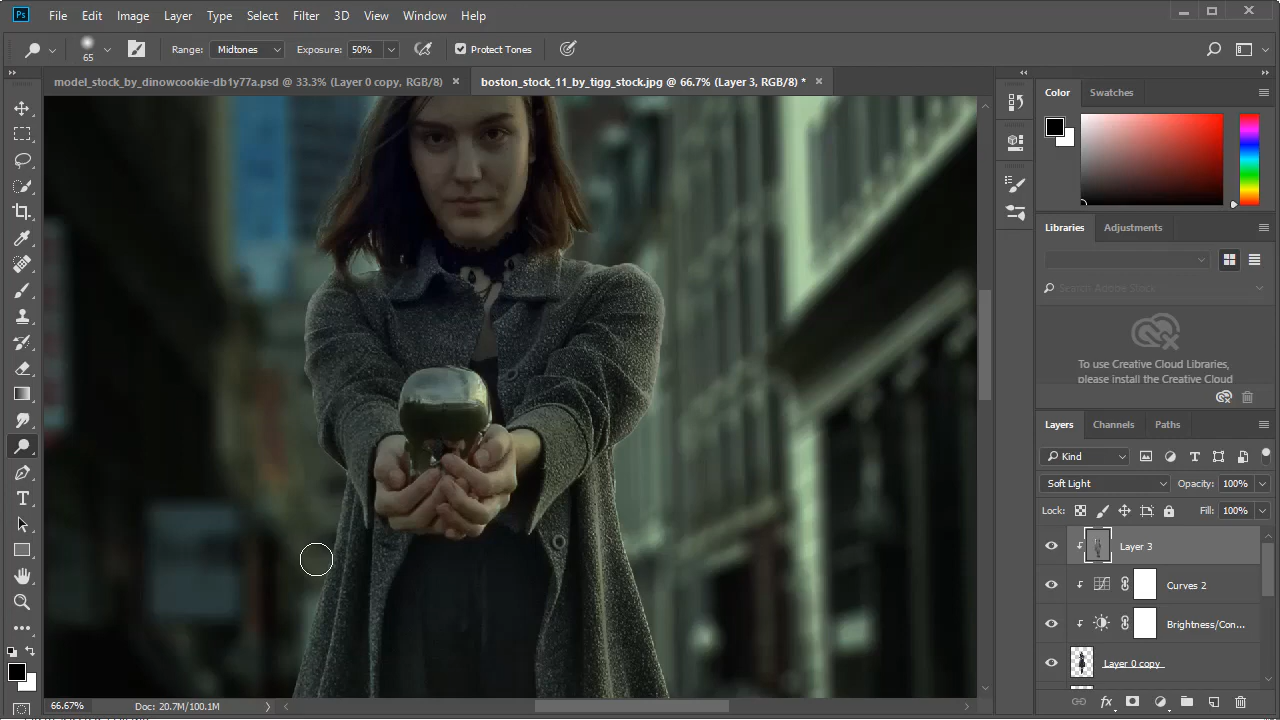 Ps File Edit Image Layer Type Select Filter 3D View Window Help
65 Range: Midtones Exposure: 50% Protect Tones
model_stock_by_dinowcookie-db1y77a.psd @ 33.3% (Layer 0 copy, RGB/8) boston_stock_11_by_tigg_stock.jpg @ 66.7% (Layer 3, RGB/8) *
Color Swatches
Libraries Adjustments
Search Adobe Stock
To use Creative Cloud Libraries,
please install the Creative Cloud
Layers Channels Paths
Kind
Soft Light Opacity: 100%
Lock: Fill: 100%
Layer 3
Curves 2
Brightness/Con...
Layer 0 copy
66.67% Doc: 20.7M/100.1M